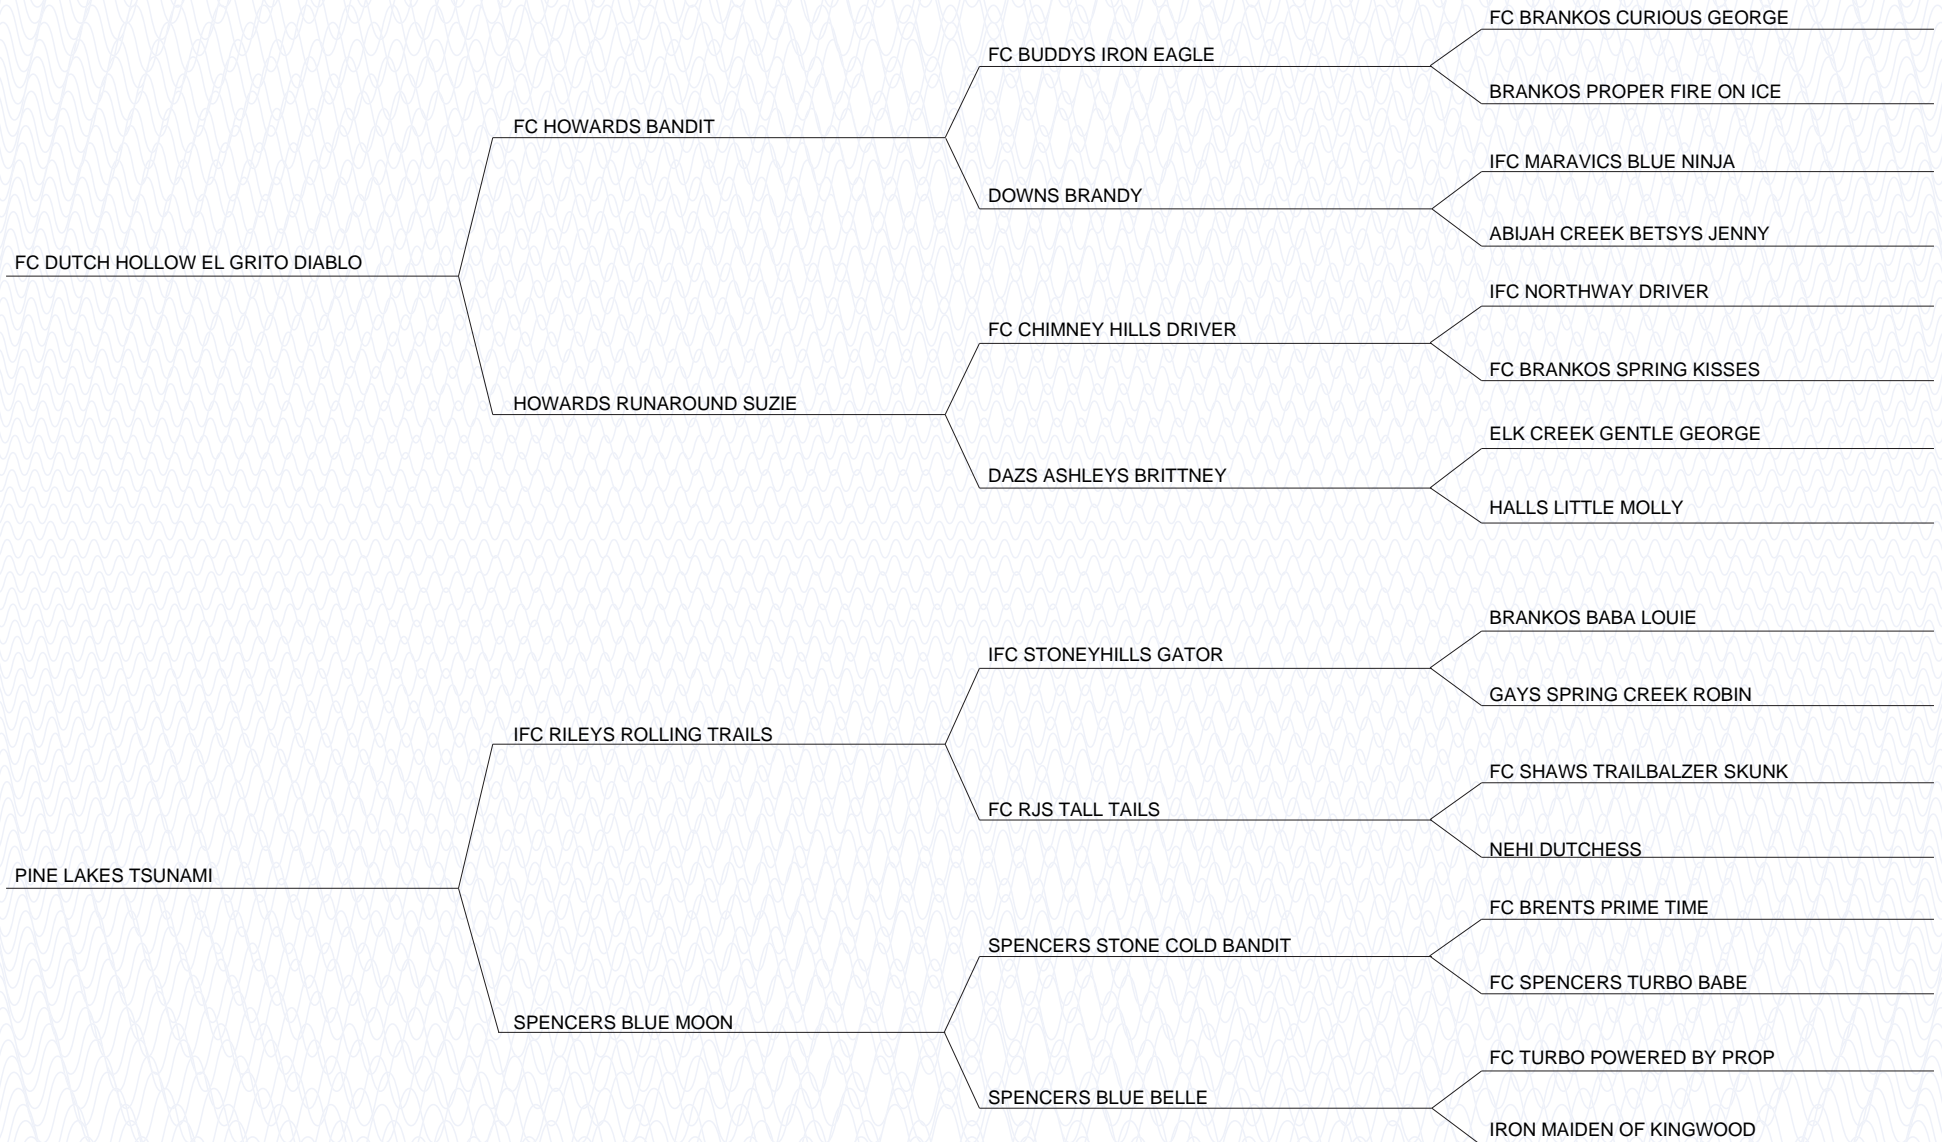 FC BRANKOS CURIOUS GEORGE
FC BUDDYS IRON EAGLE
BRANKOS PROPER FIRE ON ICE
FC HOWARDS BANDIT
IFC MARAVICS BLUE NINJA
DOWNS BRANDY
ABIJAH CREEK BETSYS JENNY
FC DUTCH HOLLOW EL GRITO DIABLO
IFC NORTHWAY DRIVER
FC CHIMNEY HILLS DRIVER
FC BRANKOS SPRING KISSES
HOWARDS RUNAROUND SUZIE
ELK CREEK GENTLE GEORGE
DAZS ASHLEYS BRITTNEY
HALLS LITTLE MOLLY
BRANKOS BABA LOUIE
IFC STONEYHILLS GATOR
GAYS SPRING CREEK ROBIN
IFC RILEYS ROLLING TRAILS
FC SHAWS TRAILBALZER SKUNK
FC RJS TALL TAILS
NEHI DUTCHESS
PINE LAKES TSUNAMI
FC BRENTS PRIME TIME
SPENCERS STONE COLD BANDIT
FC SPENCERS TURBO BABE
SPENCERS BLUE MOON
FC TURBO POWERED BY PROP
SPENCERS BLUE BELLE
IRON MAIDEN OF KINGWOOD